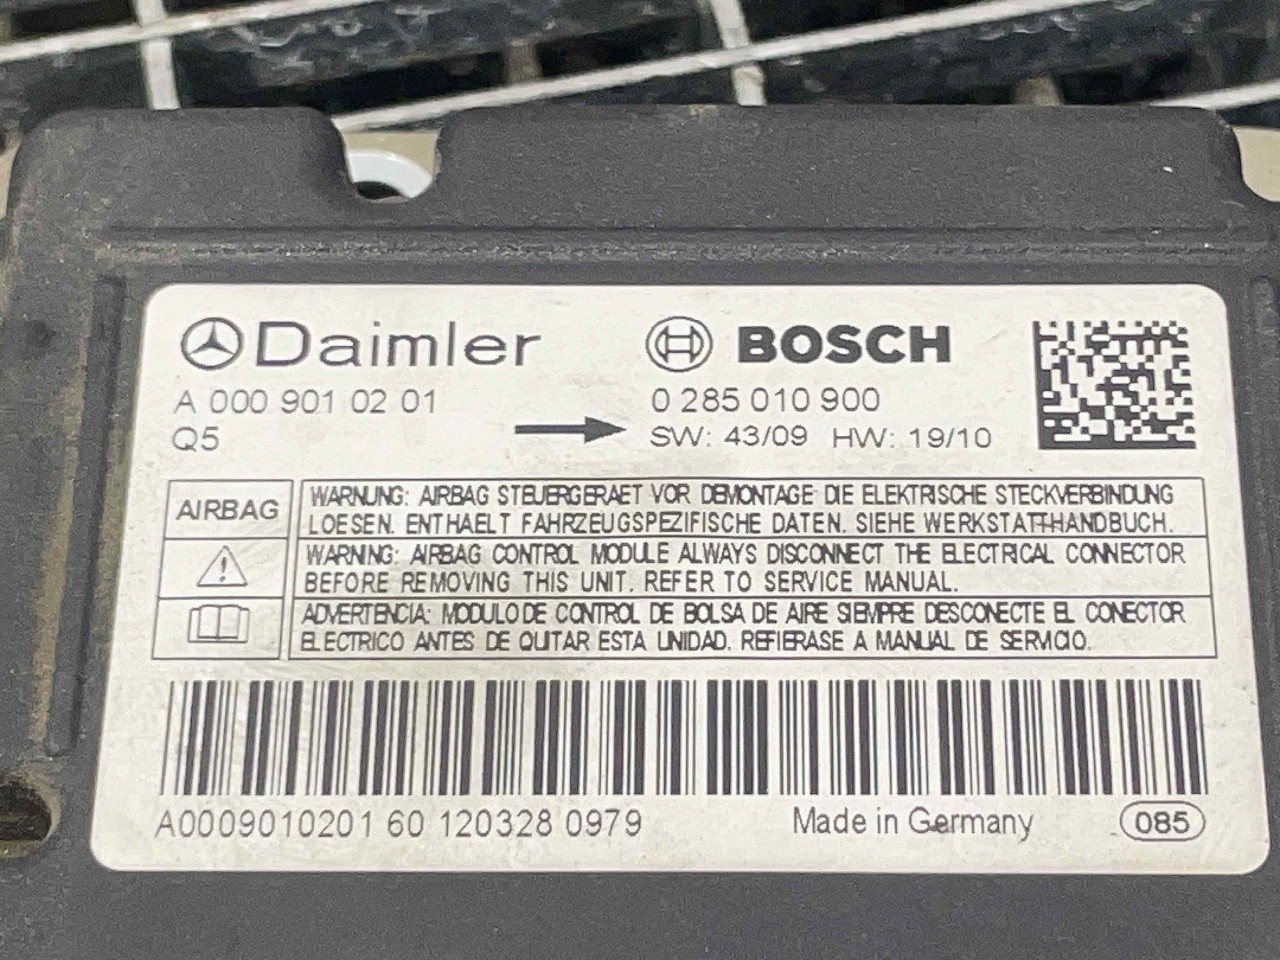 Daimler
BOSCH
A 000 901 02 01
0 285 010 900
Q5
SW: 43/09 HW: 19/10
AIRBAG
WARNUNG: AIRBAG STEUERGERAET VOR DEMONTAGE DIE ELEKTRISCHE STECKVERBINDUNG
LOESEN. ENTHAELT FAHRZEUGSPEZIFISCHE DATEN. SIEHE WERKSTATTHANDBUCH.
WARNING: AIRBAG CONTROL MODULE ALWAYS DISCONNECT THE ELECTRICAL CONNECTOR
BEFORE REMOVING THIS UNIT. REFER TO SERVICE MANUAL.
ADVERTENCIA: MODULO DE CONTROL DE BOLSA DE AIRE SIEMPRE DESCONECTE EL CONECTOR
ELECTRICO ANTES DE QUITAR ESTA UNIDAD. REFIERASE A MANUAL DE SERVICIO.
A0009010201 60 120328 0979
Made in Germany
085